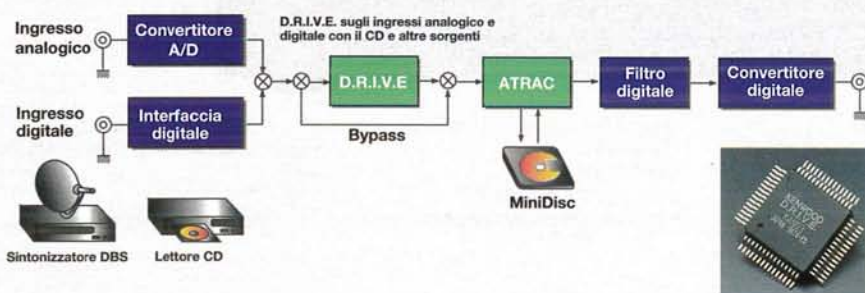 D.R.I.V.E. sugli ingressi analogico e
digitale con il CD e altre sorgenti
Ingresso
analogico
Convertitore
A/D
Ingresso
digitale
Interfaccia
digitale
D.R.I.V.E
Bypass
ATRAC
Filtro
digitale
Convertitore
digitale
MiniDisc
Sintonizzatore DBS
Lettore CD
KENWOOD
D.R.I.V.E.